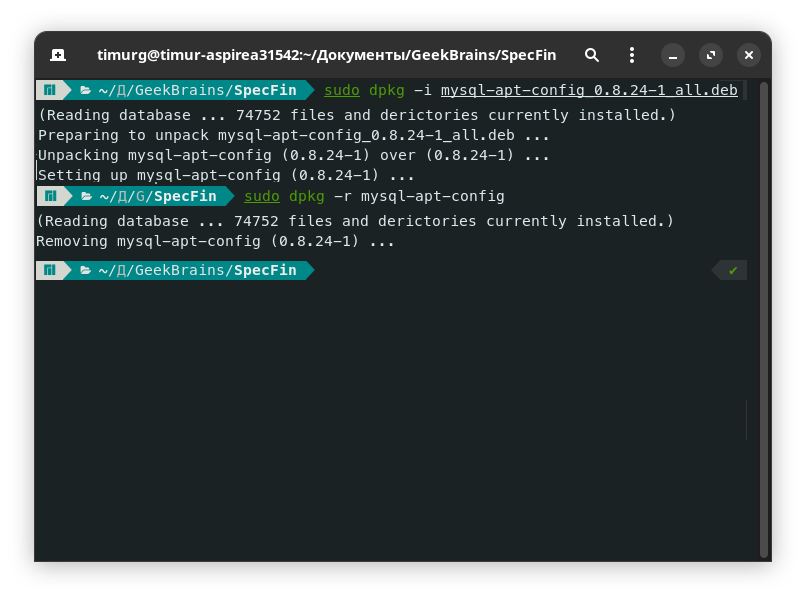 timurg@timur-aspirea31542:~/Документы/GeekBrains/SpecFin
~/Д/GeekBrains/SpecFin sudo dpkg -i mysql-apt-config_0.8.24-1_all.deb
(Reading database ... 74752 files and derictories currently installed.)
Preparing to unpack mysql-apt-config_0.8.24-1_all.deb ...
Unpacking mysql-apt-config (0.8.24-1) over (0.8.24-1) ...
Setting up mysql-apt-config (0.8.24-1) ...
~/Д/G/SpecFin sudo dpkg -r mysql-apt-config
(Reading database ... 74752 files and derictories currently installed.)
Removing mysql-apt-config (0.8.24-1) ...
~/Д/GeekBrains/SpecFin ✔